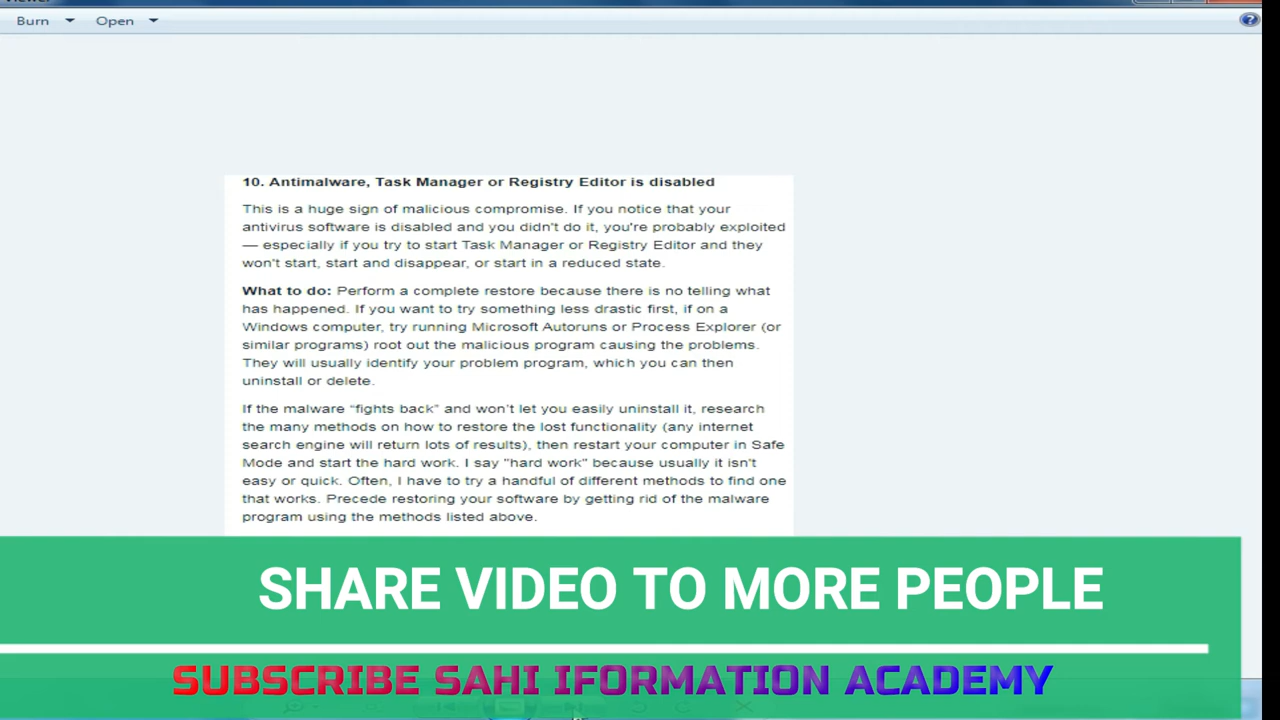 Burn Open
10. Antimalware, Task Manager or Registry Editor is disabled
This is a huge sign of malicious compromise. If you notice that your
antivirus software is disabled and you didn't do it, you're probably exploited
— especially if you try to start Task Manager or Registry Editor and they
won't start, start and disappear, or start in a reduced state.
What to do: Perform a complete restore because there is no telling what
has happened. If you want to try something less drastic first, if on a
Windows computer, try running Microsoft Autoruns or Process Explorer (or
similar programs) root out the malicious program causing the problems.
They will usually identify your problem program, which you can then
uninstall or delete.
If the malware “fights back” and won’t let you easily uninstall it, research
the many methods on how to restore the lost functionality (any internet
search engine will return lots of results), then restart your computer in Safe
Mode and start the hard work. I say "hard work" because usually it isn't
easy or quick. Often, I have to try a handful of different methods to find one
that works. Precede restoring your software by getting rid of the malware
program using the methods listed above.
SHARE VIDEO TO MORE PEOPLE
SUBSCRIBE SAHI IFORMATION ACADEMY